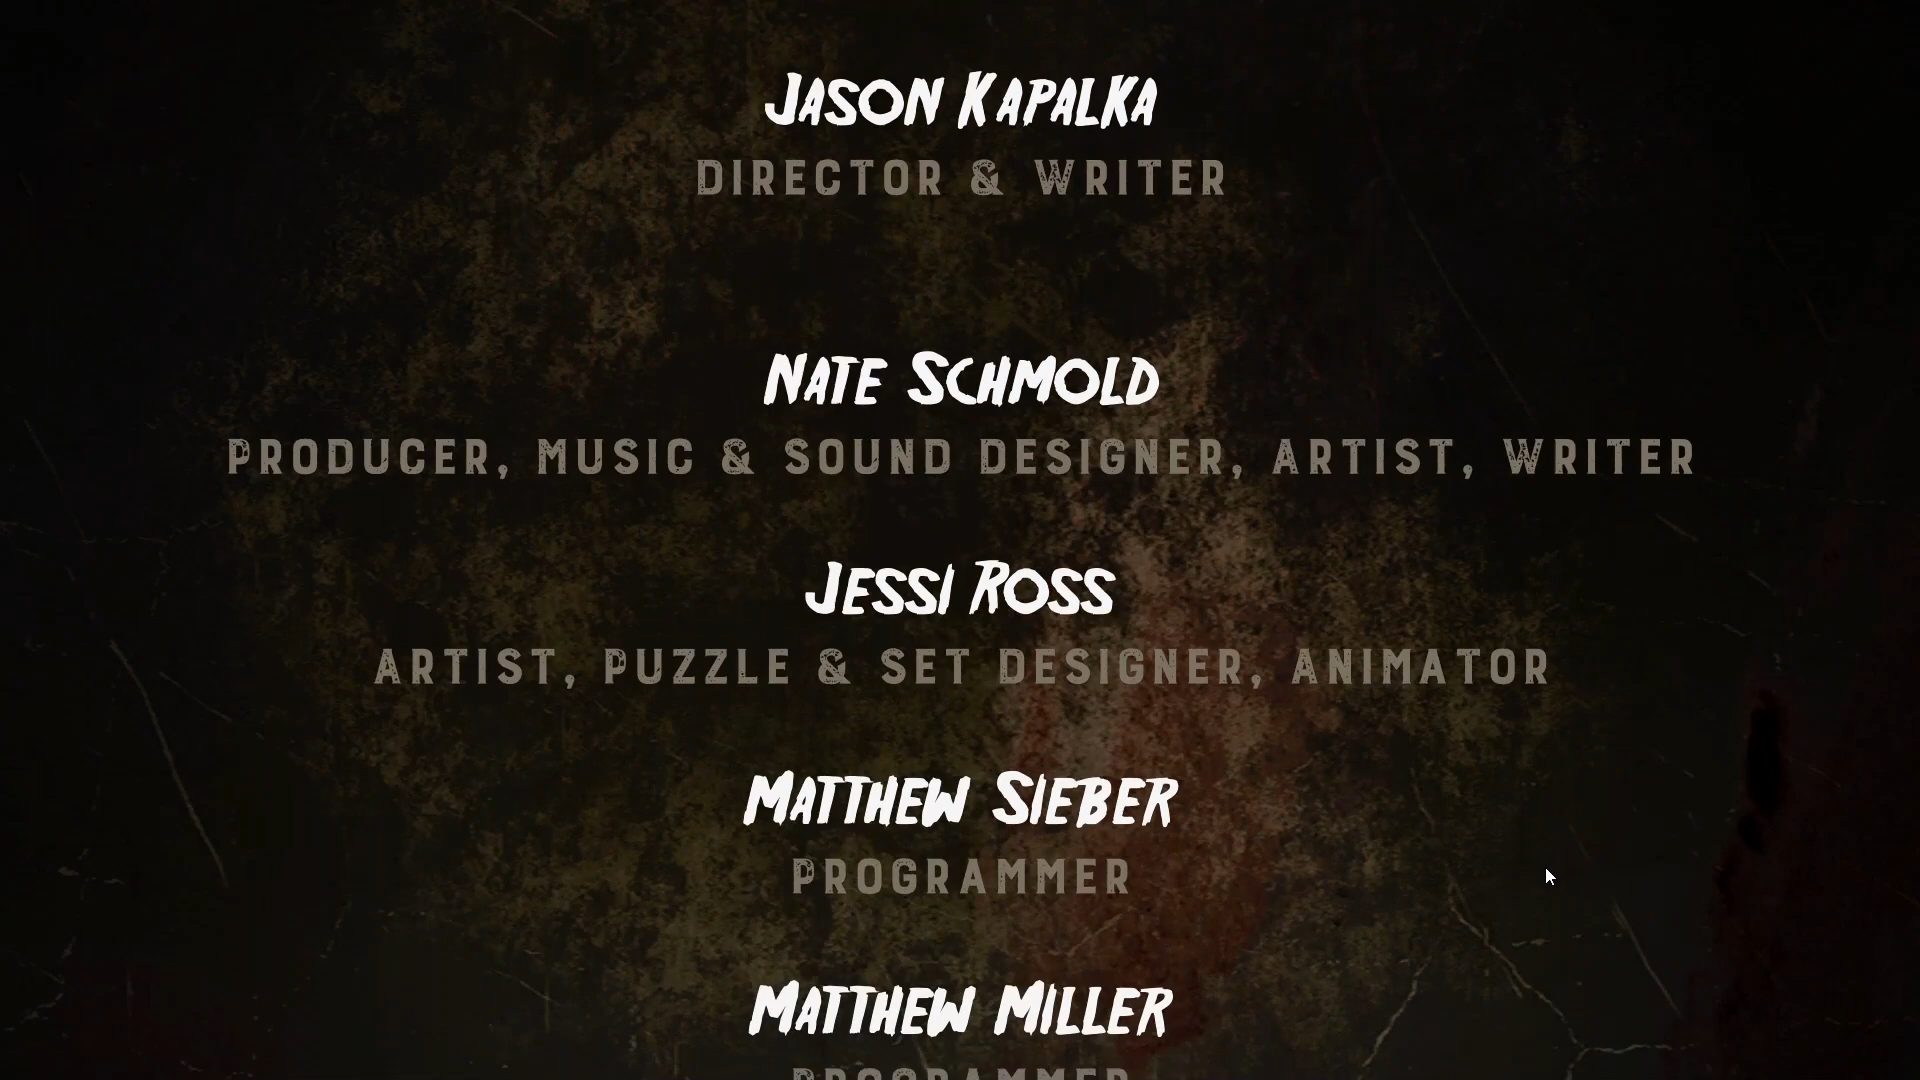 JASON KAPALKA
DIRECTOR & WRITER
NATE SCHMOLD
PRODUCER, MUSIC & SOUND DESIGNER, ARTIST, WRITER
JESSI ROSS
ARTIST, PUZZLE & SET DESIGNER, ANIMATOR
MATTHEW SIEBER
PROGRAMMER
MATTHEW MILLER
PROGRAMMER